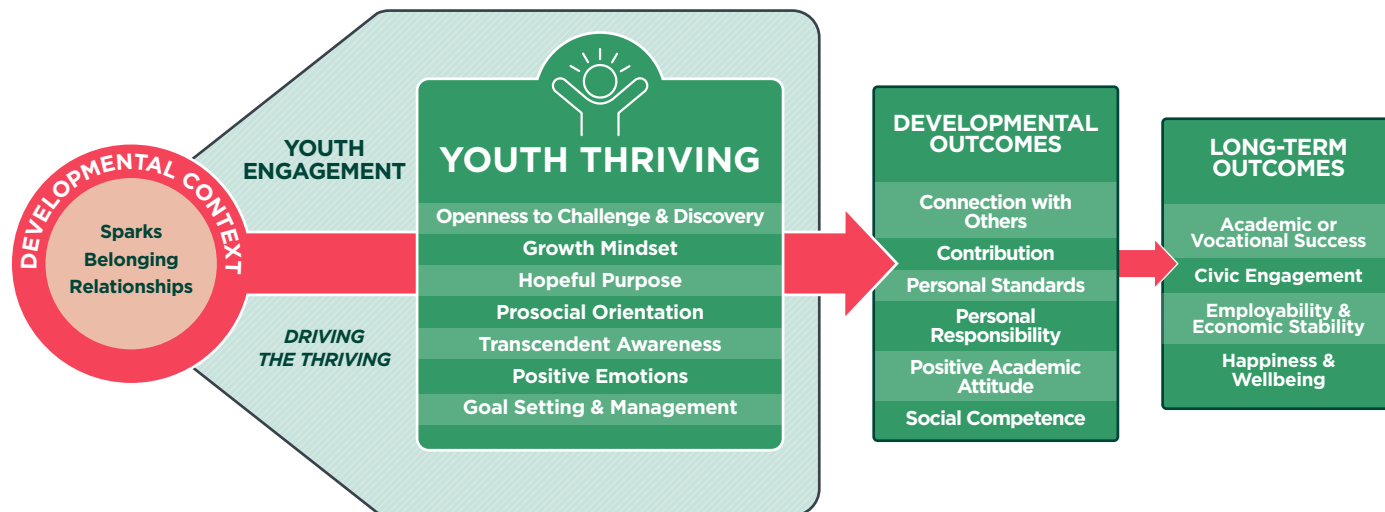 DEVELOPMENTAL CONTEXT
Sparks
Belonging
Relationships
YOUTH
ENGAGEMENT
DRIVING
THE THRIVING
YOUTH THRIVING
Openness to Challenge & Discovery
Growth Mindset
Hopeful Purpose
Prosocial Orientation
Transcendent Awareness
Positive Emotions
Goal Setting & Management
DEVELOPMENTAL
OUTCOMES
Connection with
Others
Contribution
Personal Standards
Personal
Responsibility
Positive Academic
Attitude
Social Competence
LONG-TERM
OUTCOMES
Academic or
Vocational Success
Civic Engagement
Employability &
Economic Stability
Happiness &
Wellbeing